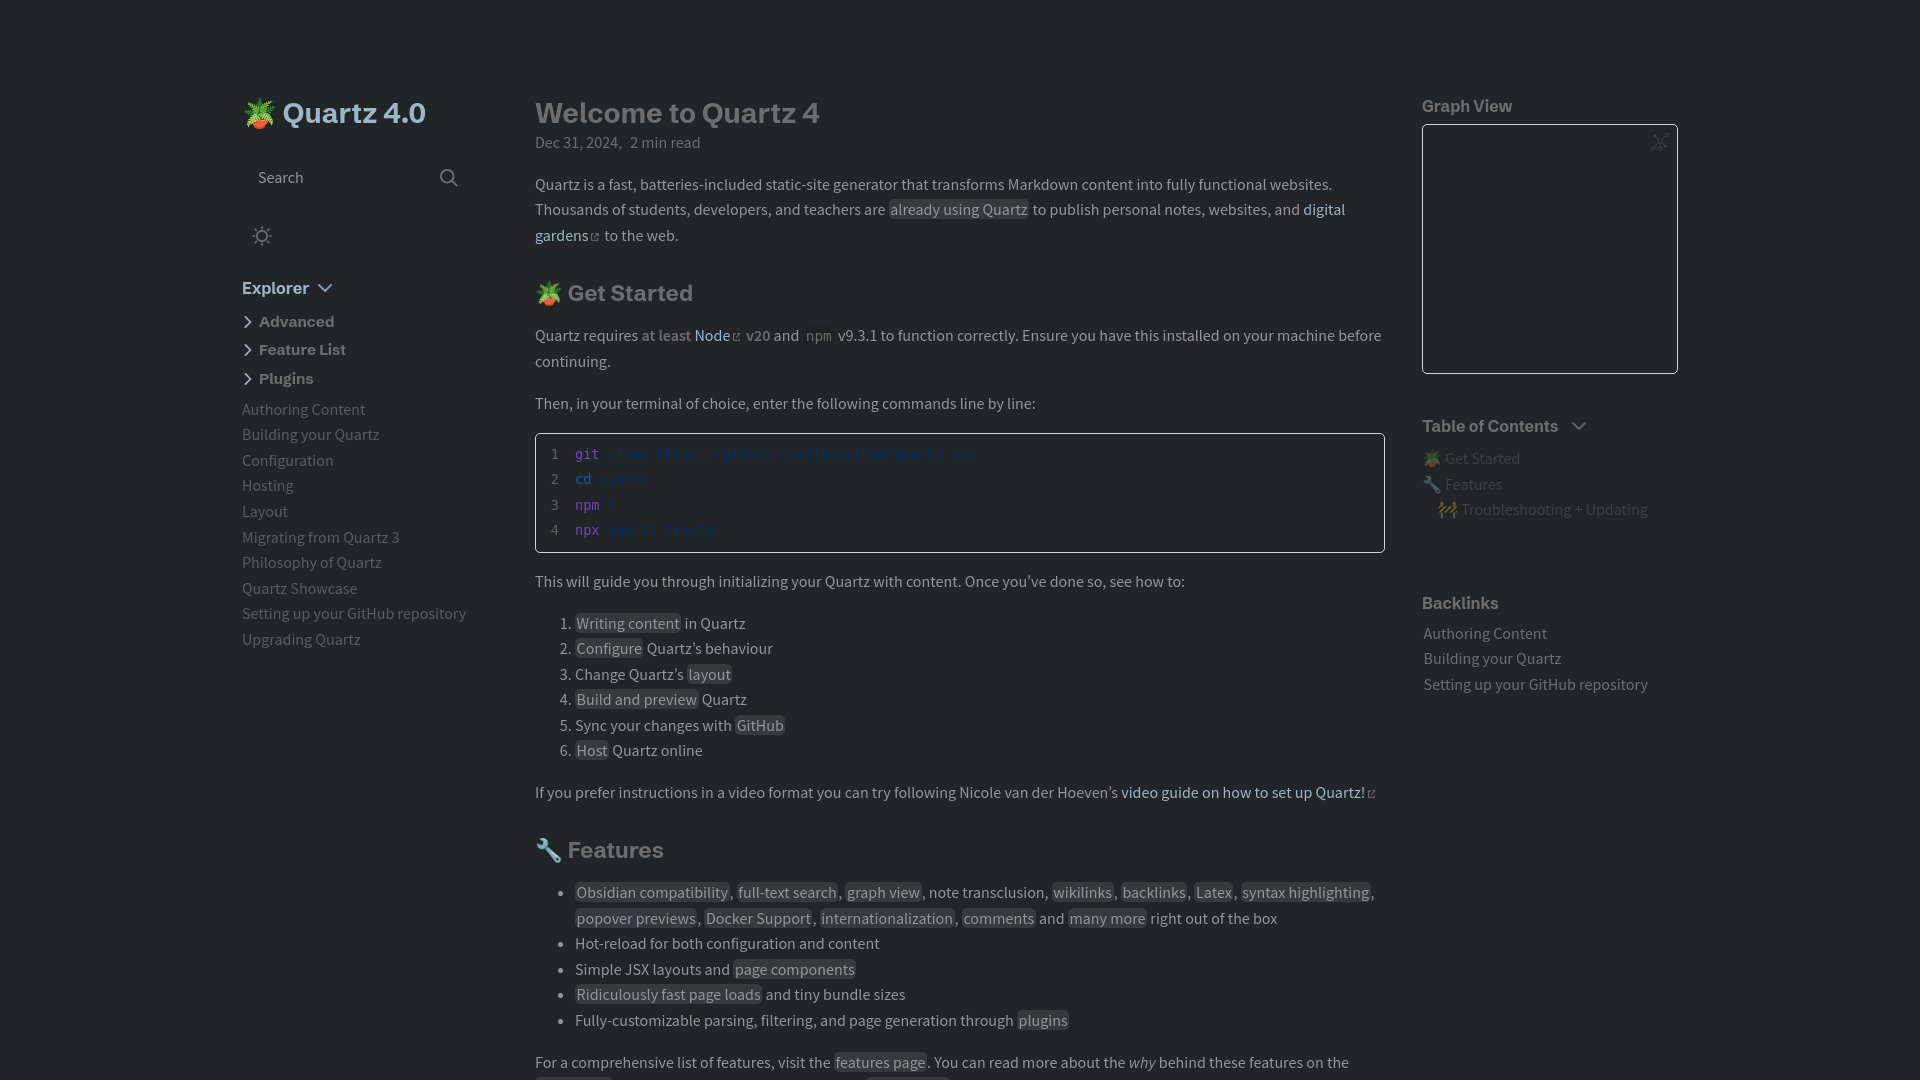 Quartz 4.0
Search
Explorer
Advanced
Feature List
Plugins
Authoring Content
Building your Quartz
Configuration
Hosting
Layout
Migrating from Quartz 3
Philosophy of Quartz
Quartz Showcase
Setting up your GitHub repository
Upgrading Quartz
Welcome to Quartz 4
Dec 31, 2024, 2 min read
Quartz is a fast, batteries-included static-site generator that transforms Markdown content into fully functional websites.
Thousands of students, developers, and teachers are already using Quartz to publish personal notes, websites, and digital
gardens to the web.
Get Started
Quartz requires at least Node v20 and npm v9.3.1 to function correctly. Ensure you have this installed on your machine before
continuing.
Then, in your terminal of choice, enter the following commands line by line:
1 git clone https://github.com/jackyzha0/quartz.git
2 cd quartz
3 npm i
4 npx quartz create
This will guide you through initializing your Quartz with content. Once you’ve done so, see how to:
1. Writing content in Quartz
2. Configure Quartz’s behaviour
3. Change Quartz’s layout
4. Build and preview Quartz
5. Sync your changes with GitHub
6. Host Quartz online
If you prefer instructions in a video format you can try following Nicole van der Hoeven’s video guide on how to set up Quartz!
Features
• Obsidian compatibility, full-text search, graph view, note transclusion, wikilinks, backlinks, Latex, syntax highlighting,
popover previews, Docker Support, internationalization, comments and many more right out of the box
• Hot-reload for both configuration and content
• Simple JSX layouts and page components
• Ridiculously fast page loads and tiny bundle sizes
• Fully-customizable parsing, filtering, and page generation through plugins
For a comprehensive list of features, visit the features page. You can read more about the why behind these features on the
Graph View
Table of Contents
Get Started
Features
Troubleshooting + Updating
Backlinks
Authoring Content
Building your Quartz
Setting up your GitHub repository